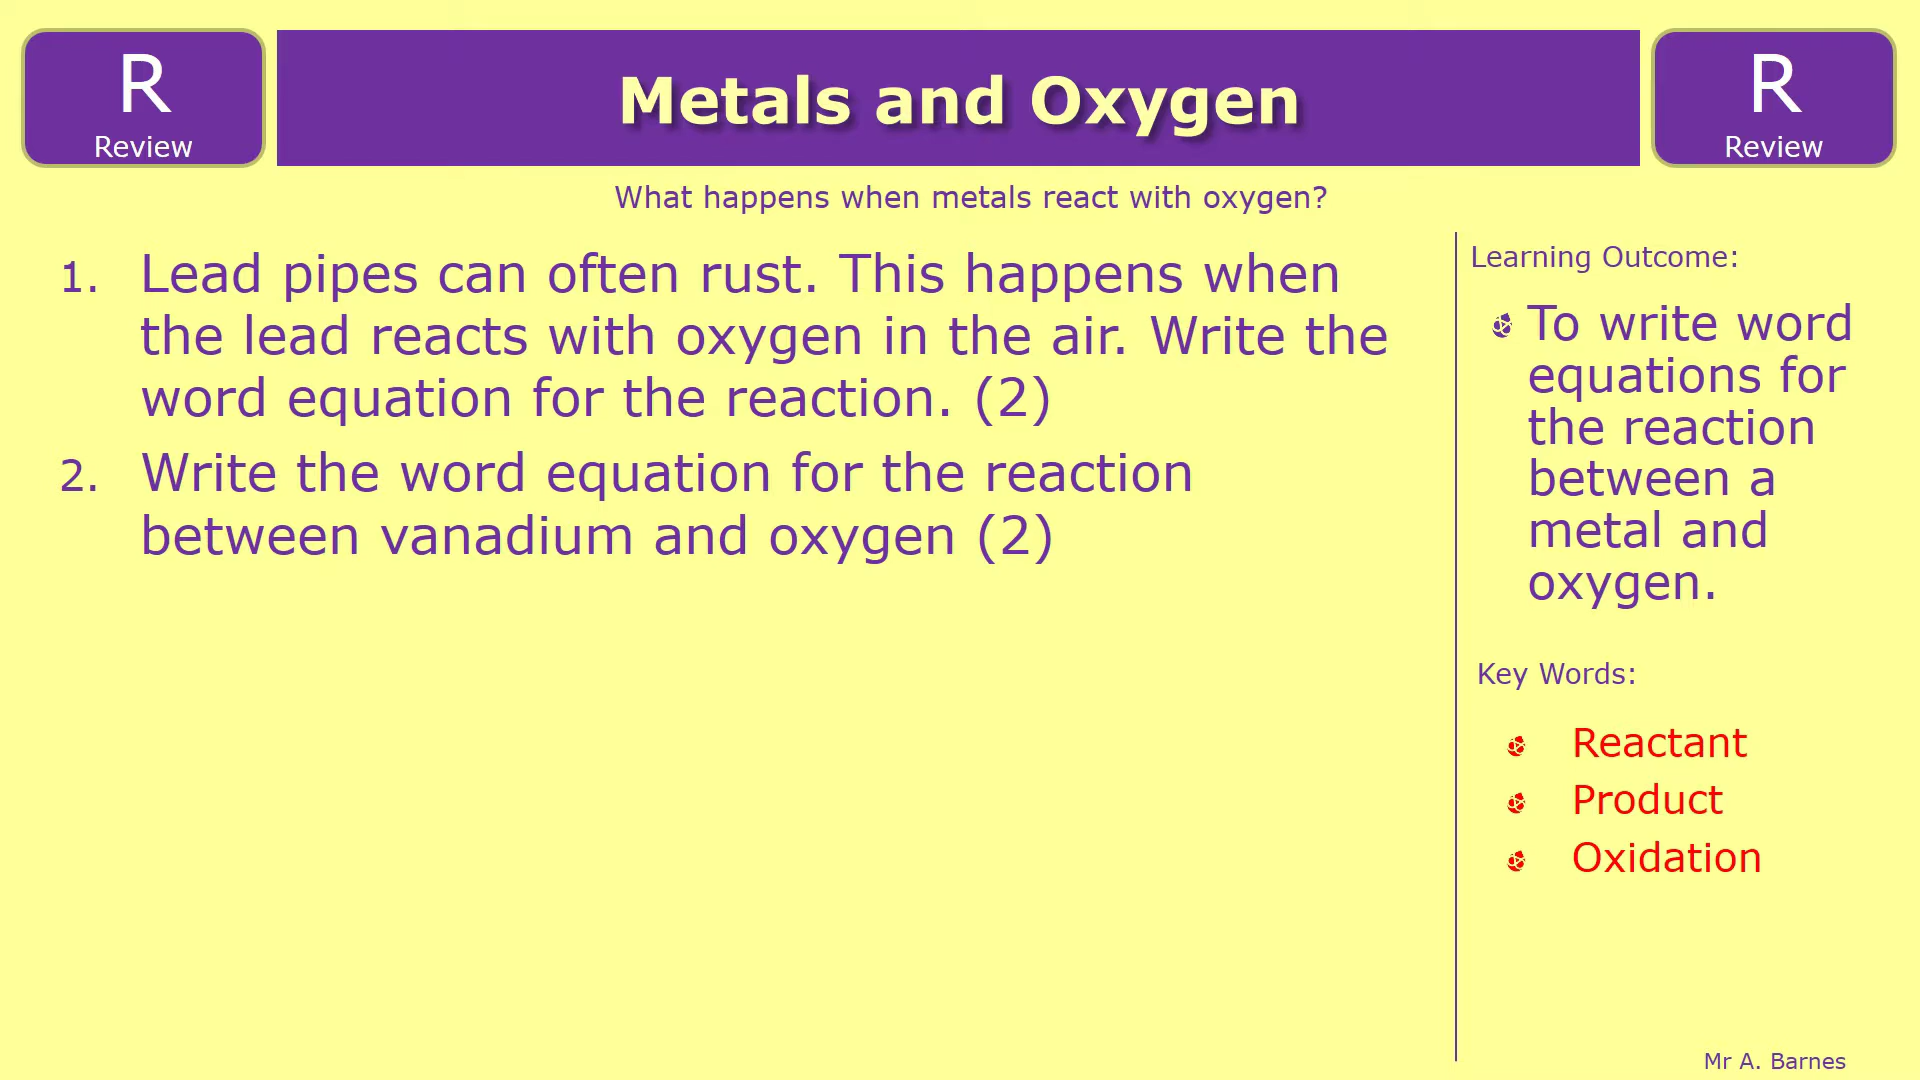 R
Review
Metals and Oxygen
R
Review
What happens when metals react with oxygen?
1. Lead pipes can often rust. This happens when
the lead reacts with oxygen in the air. Write the
word equation for the reaction. (2)
2. Write the word equation for the reaction
between vanadium and oxygen (2)
Learning Outcome:
To write word
equations for
the reaction
between a
metal and
oxygen.
Key Words:
Reactant
Product
Oxidation
Mr A. Barnes